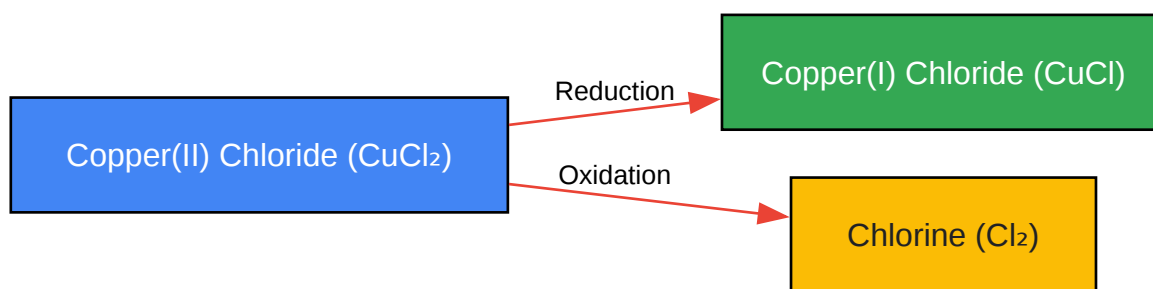 Copper(I) Chloride (CuCl)
Reduction
Copper(II) Chloride (CuCl₂)
Oxidation
Chlorine (Cl₂)